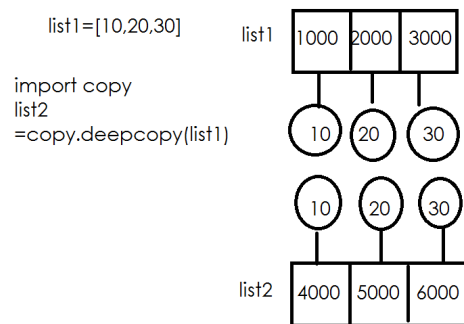 list1=[10,20,30]
import copy
list2
=copy.deepcopy(list1)
list1 1000 2000 3000
10 20 30
10 20 30
list2 4000 5000 6000